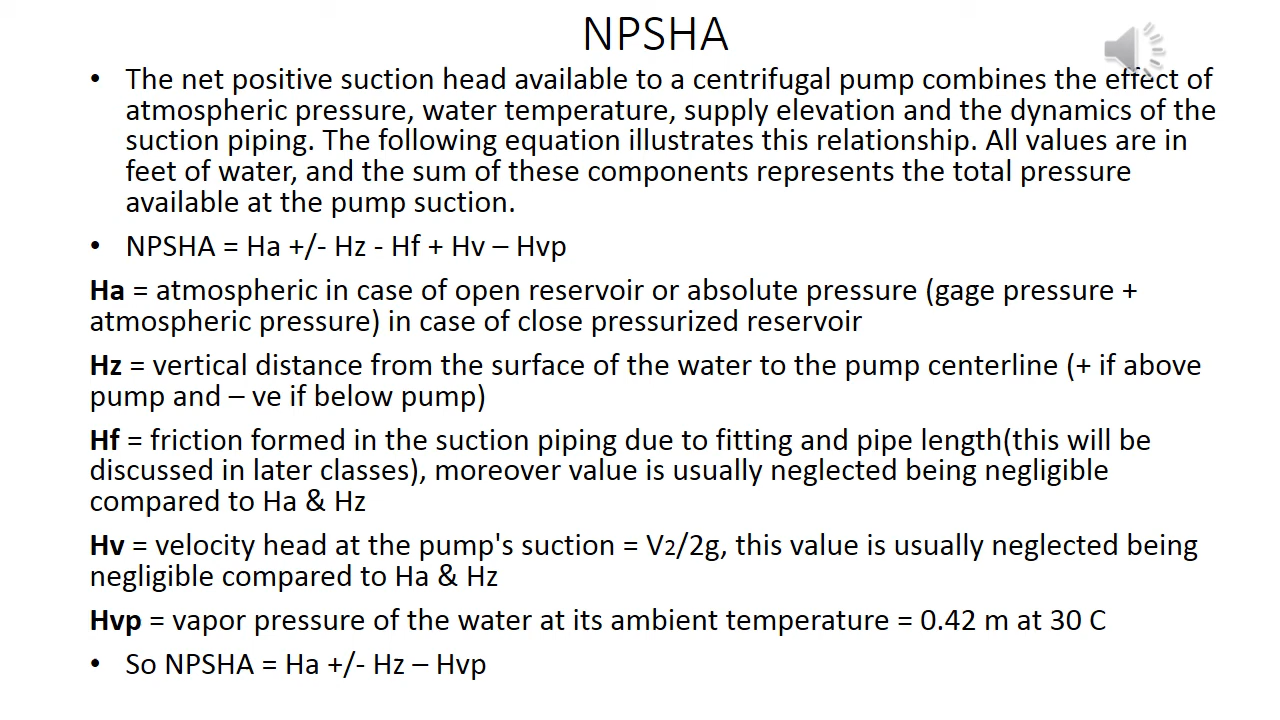 NPSHA
• The net positive suction head available to a centrifugal pump combines the effect of
atmospheric pressure, water temperature, supply elevation and the dynamics of the
suction piping. The following equation illustrates this relationship. All values are in
feet of water, and the sum of these components represents the total pressure
available at the pump suction.
• NPSHA = Ha +/- Hz - Hf + Hv – Hvp
Ha = atmospheric in case of open reservoir or absolute pressure (gage pressure +
atmospheric pressure) in case of close pressurized reservoir
Hz = vertical distance from the surface of the water to the pump centerline (+ if above
pump and – ve if below pump)
Hf = friction formed in the suction piping due to fitting and pipe length(this will be
discussed in later classes), moreover value is usually neglected being negligible
compared to Ha & Hz
Hv = velocity head at the pump's suction = V2/2g, this value is usually neglected being
negligible compared to Ha & Hz
Hvp = vapor pressure of the water at its ambient temperature = 0.42 m at 30 C
• So NPSHA = Ha +/- Hz – Hvp